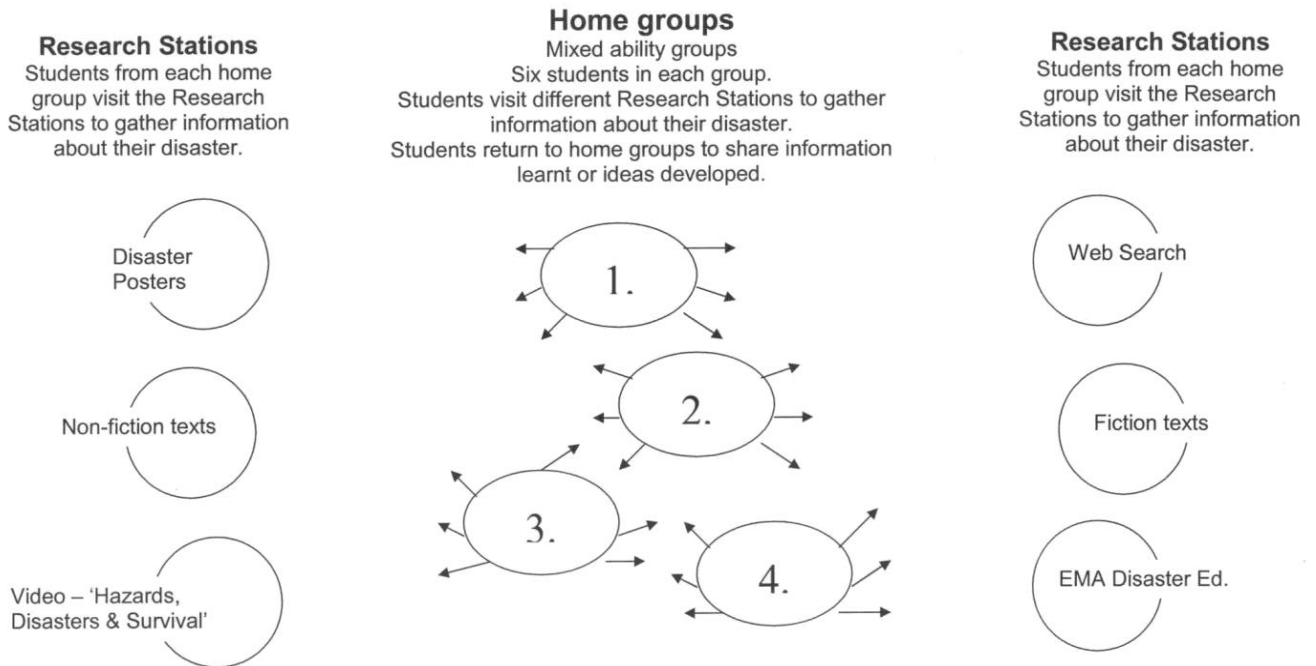 Research Stations
Students from each home
group visit the Research
Stations to gather information
about their disaster.
Home groups
Mixed ability groups
Six students in each group.
Students visit different Research Stations to gather
information about their disaster.
Students return to home groups to share information
learnt or ideas developed.
Research Stations
Students from each home
group visit the Research
Stations to gather information
about their disaster.
Disaster
Posters
Non-fiction texts
Video – ‘Hazards,
Disasters & Survival’
1.
2.
3.
4.
Web Search
Fiction texts
EMA Disaster Ed.